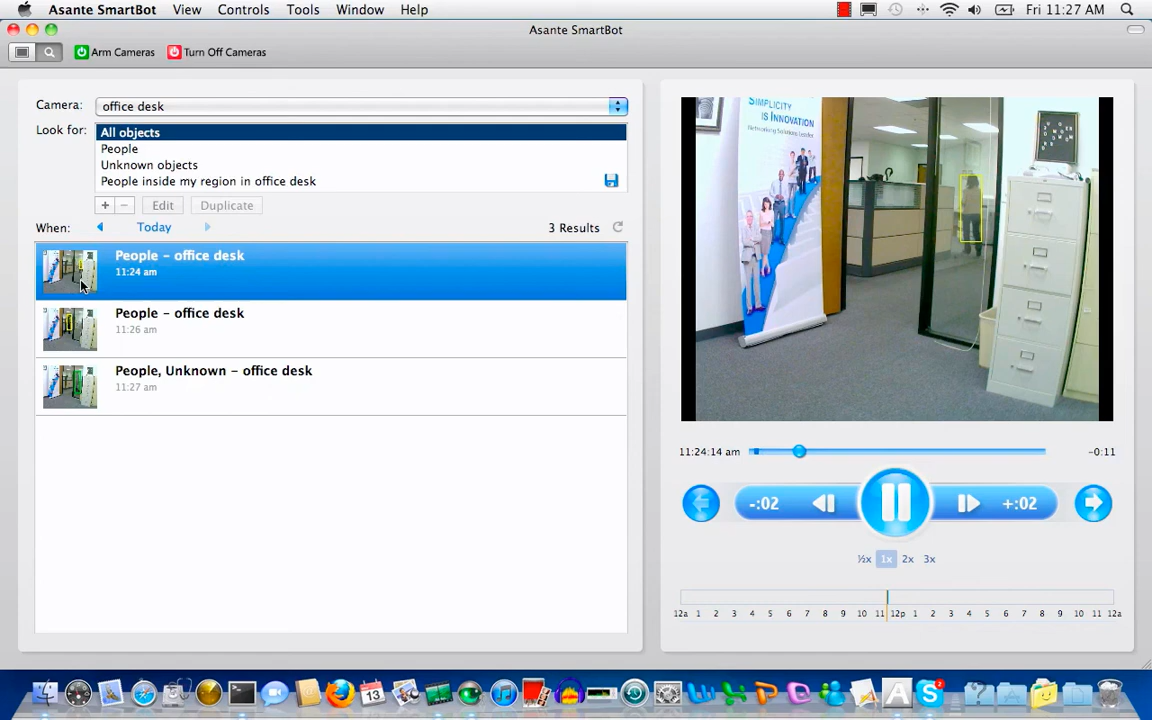 Asante SmartBot View Controls Tools Window Help Fri 11:27 AM
Asante SmartBot
Arm Cameras Turn Off Cameras
Camera: office desk
Look for: All objects
People
Unknown objects
People inside my region in office desk
+ − Edit Duplicate
When: Today 3 Results
People – office desk
11:24 am
People – office desk
11:26 am
People, Unknown – office desk
11:27 am
SIMPLICITY
IS INNOVATION
Networking Solutions Leader
11:24:14 am -0:11
-:02 +:02
½x 1x 2x 3x
12a 1 2 3 4 5 6 7 8 9 10 11 12p 1 2 3 4 5 6 7 8 9 10 11 12a
13
2